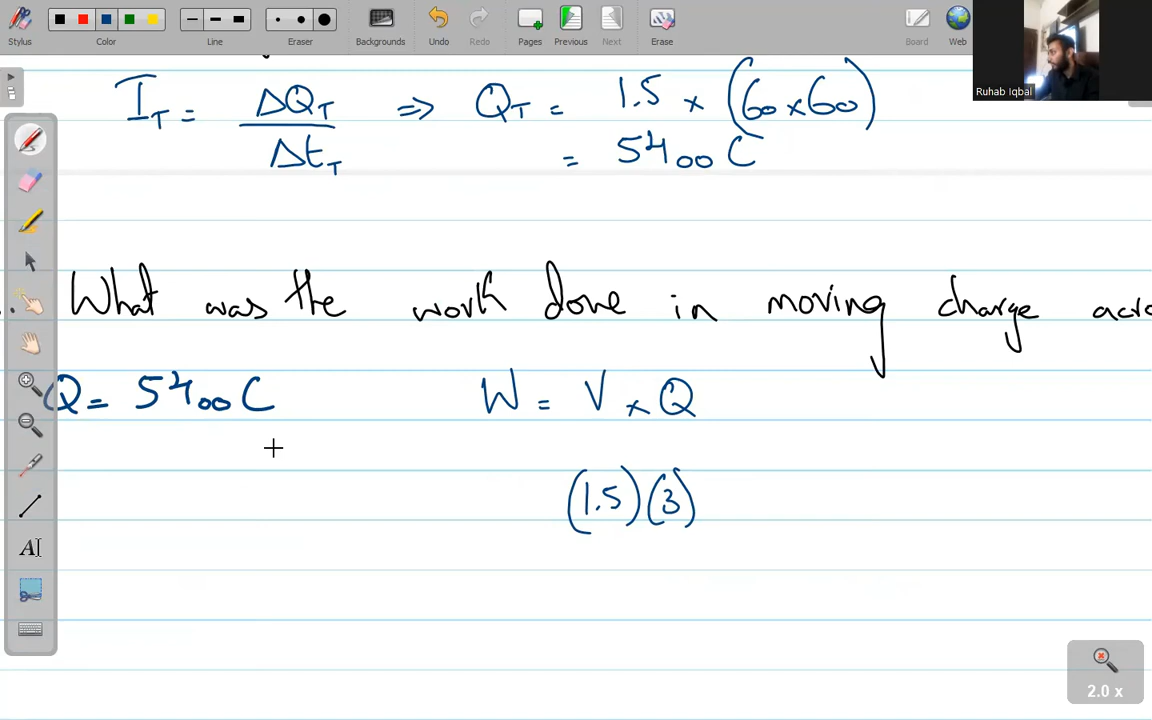 Stylus Color Line Eraser Backgrounds Undo Redo Pages Previous Next Erase Board Web
Ruhab Iqbal
I_T = ΔQ_T / Δt_T ⇒ Q_T = 1.5 × (60×60)
= 5400 C
What was the work done in moving charge
Q = 5400 C W = V × Q
(1.5)(3)
AI
2.0 x